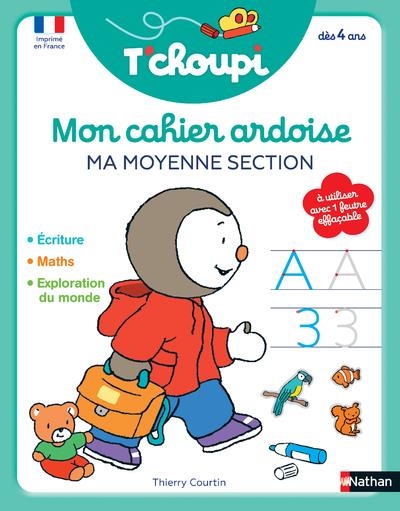 Imprimé
en France
T'choupi
dès 4 ans
Mon cahier ardoise
MA MOYENNE SECTION
à utiliser
avec 1 feutre
effaçable
• Écriture
• Maths
• Exploration
du monde
A A
3 3
Thierry Courtin
Nathan